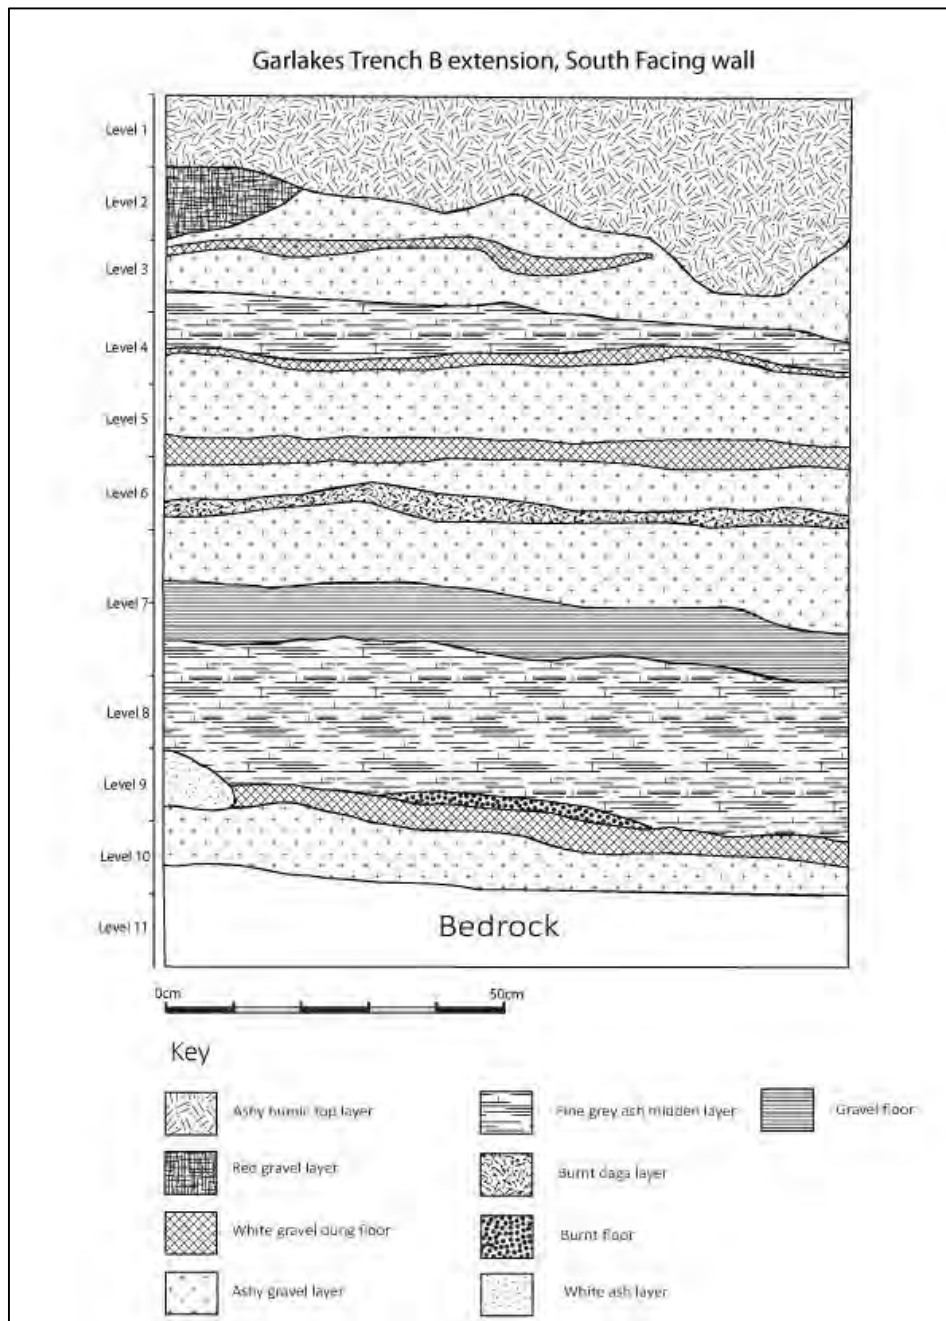 Garlakes Trench B extension, South Facing wall
Level 1
Level 2
Level 3
Level 4
Level 5
Level 6
Level 7
Level 8
Level 9
Level 10
Level 11
Bedrock
0cm 50cm
Key
Ashy humic top layer
Fine grey ash midden layer
Gravel floor
Red gravel layer
Burnt daga layer
White gravel dung floor
Burnt floor
Ashy gravel layer
White ash layer